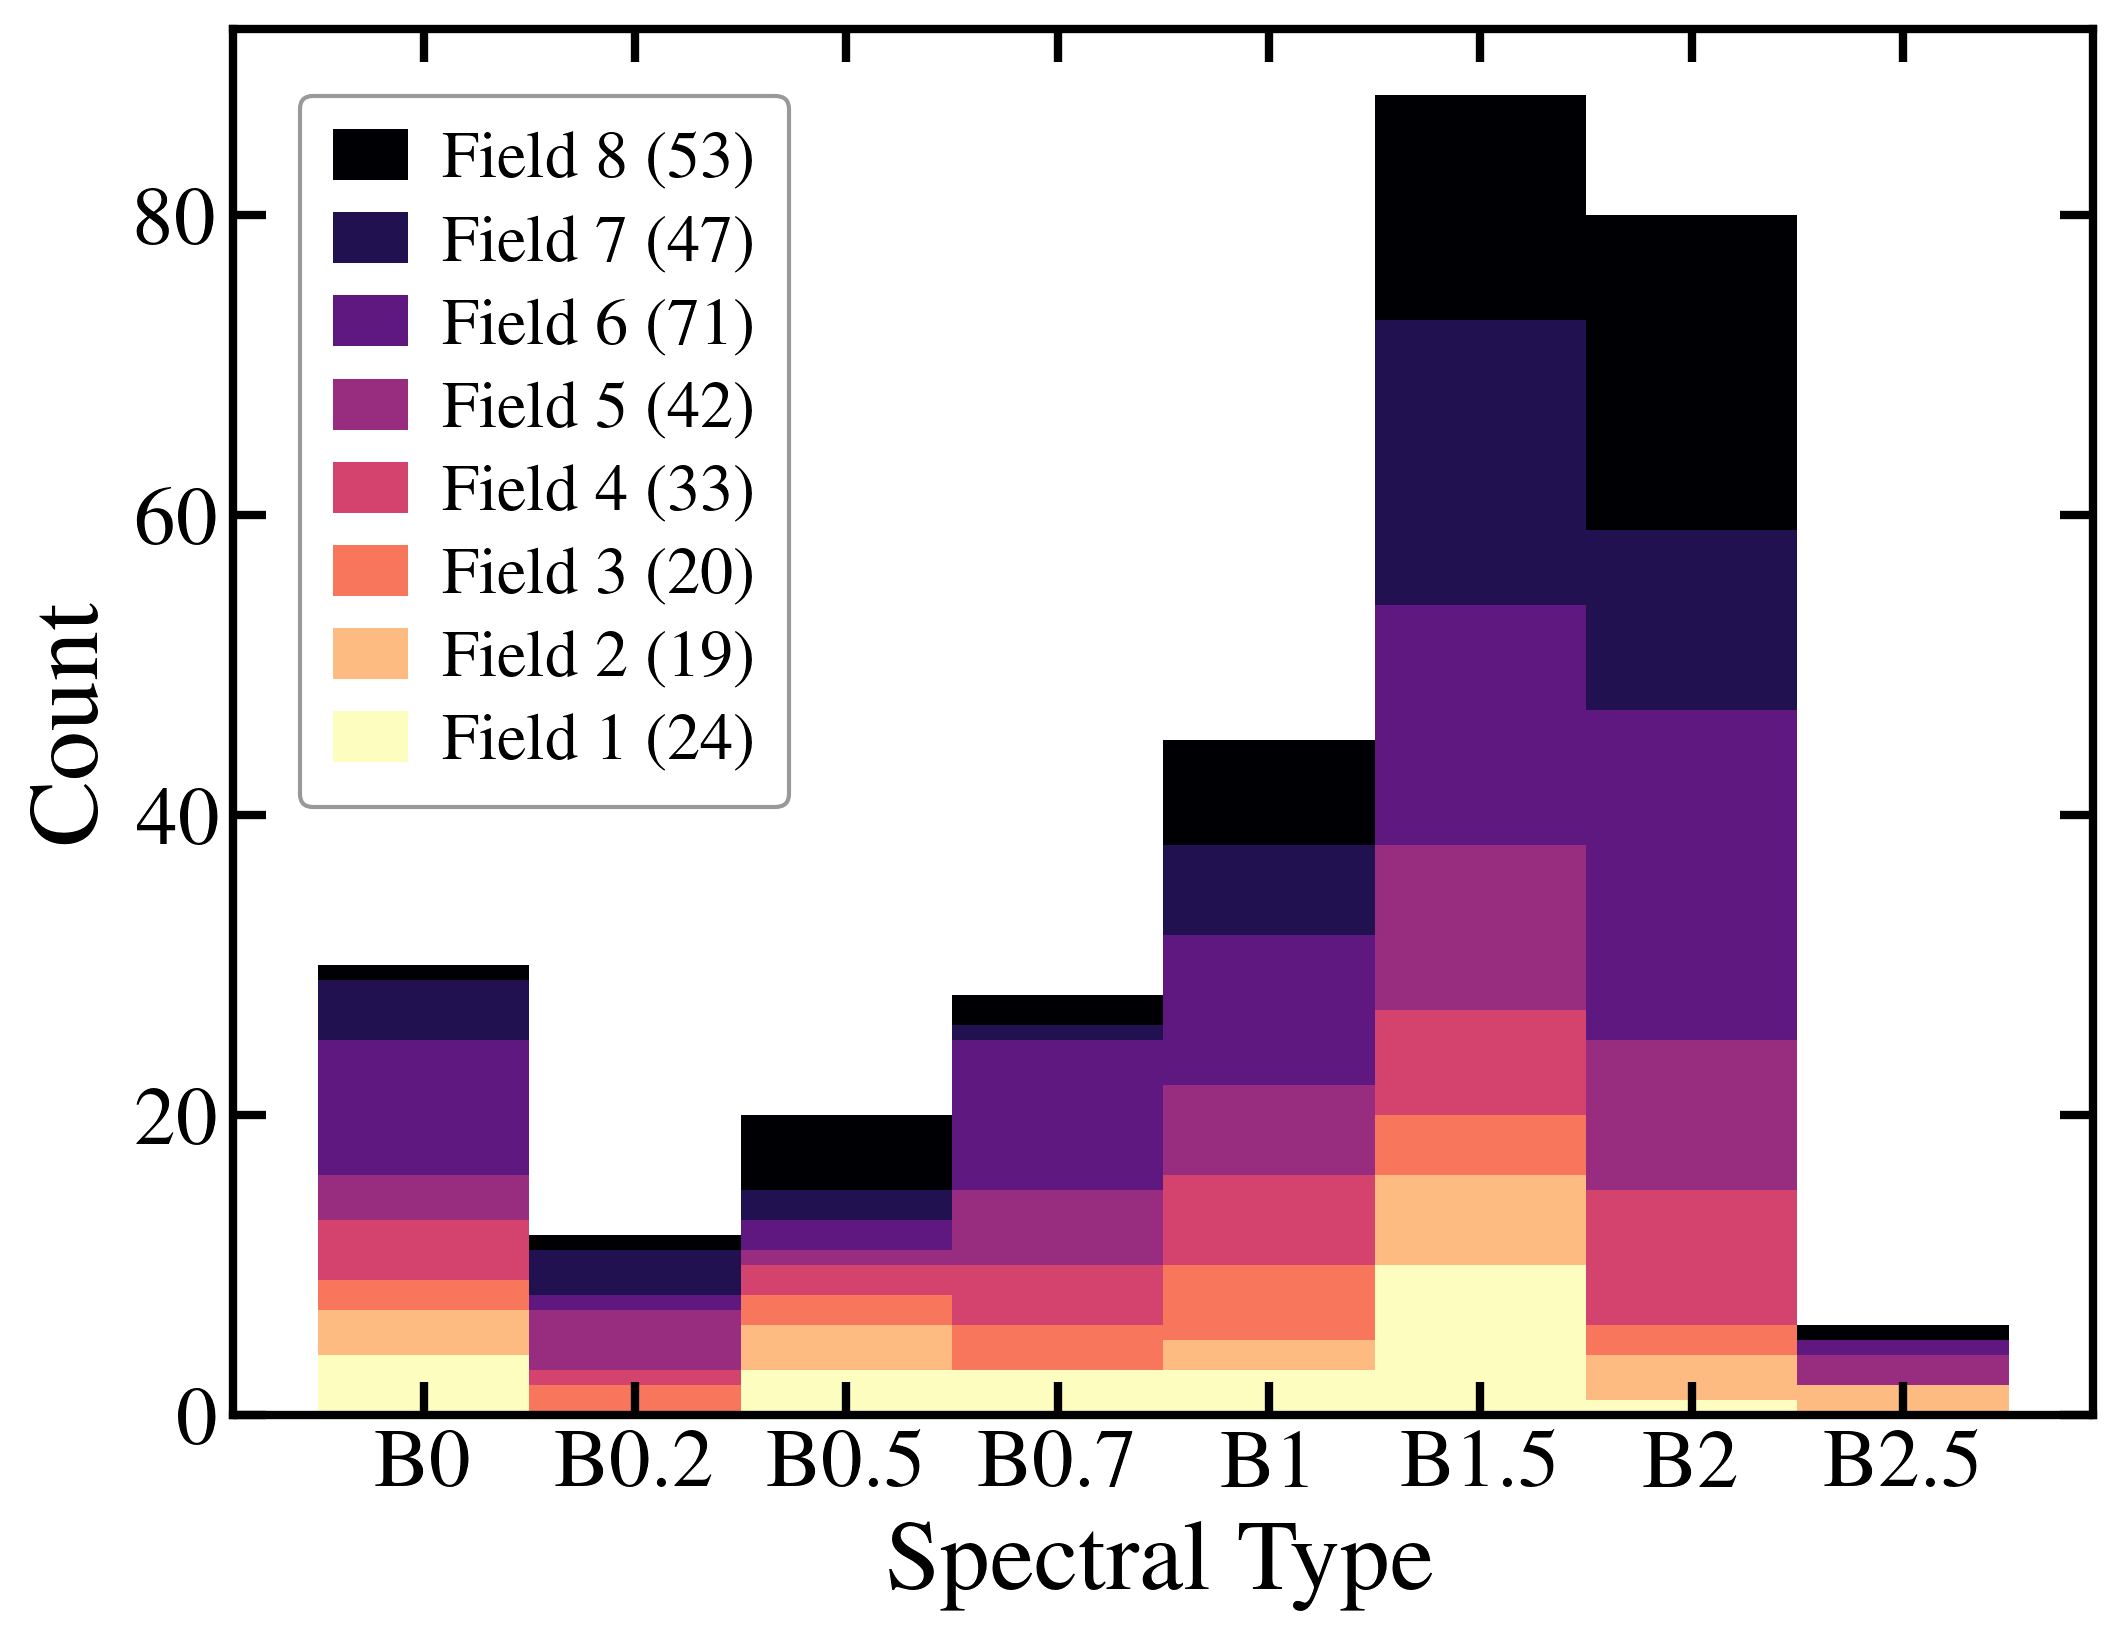 Field 8 (53)
Field 7 (47)
Field 6 (71)
Field 5 (42)
Field 4 (33)
Field 3 (20)
Field 2 (19)
Field 1 (24)
80
60
40
20
0
Count
B0 B0.2 B0.5 B0.7 B1 B1.5 B2 B2.5
Spectral Type